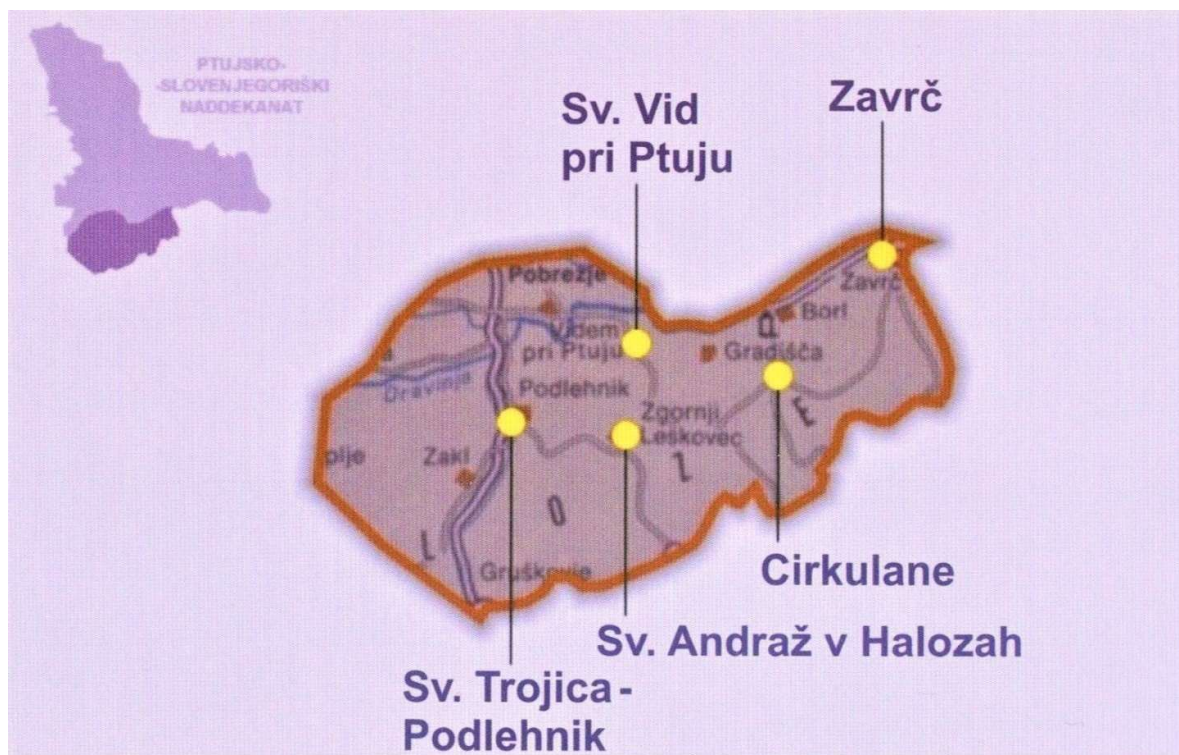 PTUJSKO-
-SLOVENJEGORIŠKI
NADDEKANAT
Sv. Vid
pri Ptuju
Zavrč
Pobrežje
Zavrč
Borl
Videm
pri Ptuju
Gradišča
Dravinja
Podlehnik
Zgornji
Leskovec
Zakl
pije
L O Z E
Gruškovje
Cirkulane
Sv. Andraž v Halozah
Sv. Trojica -
Podlehnik